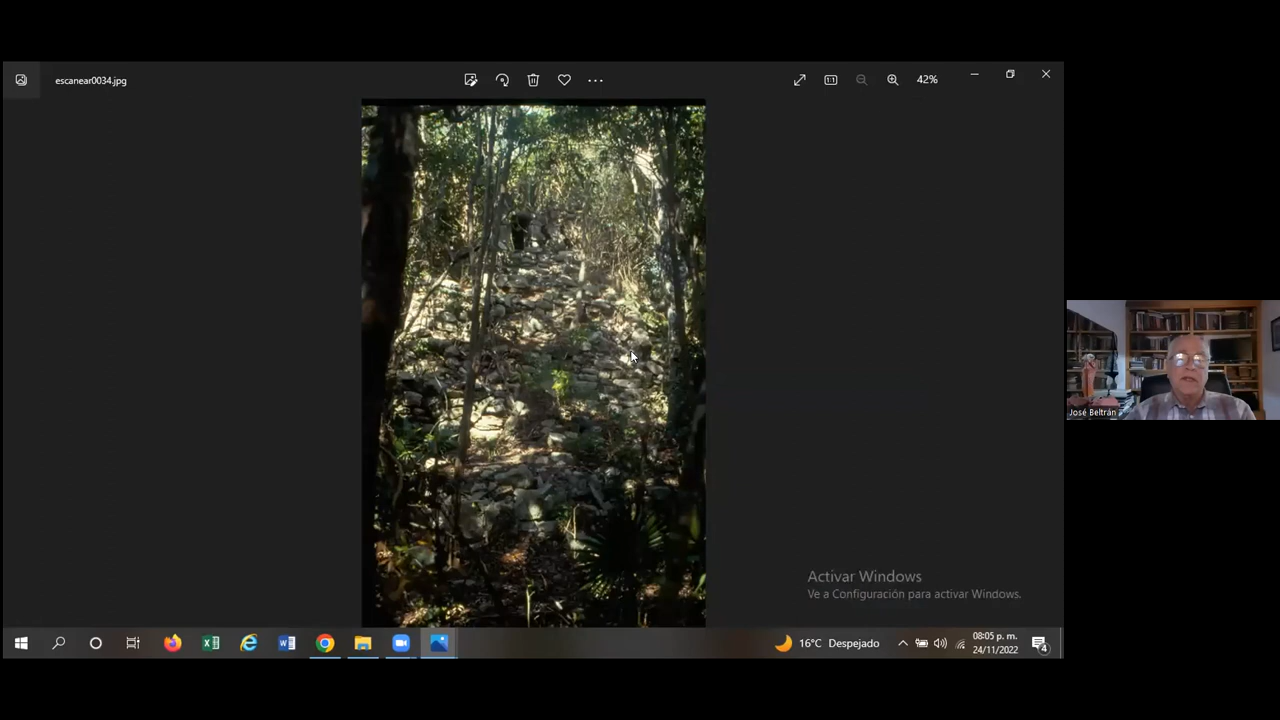 escanear0034.jpg
42%
José Beltrán
Activar Windows
Ve a Configuración para activar Windows.
16°C Despejado
08:05 p. m.
24/11/2022
4